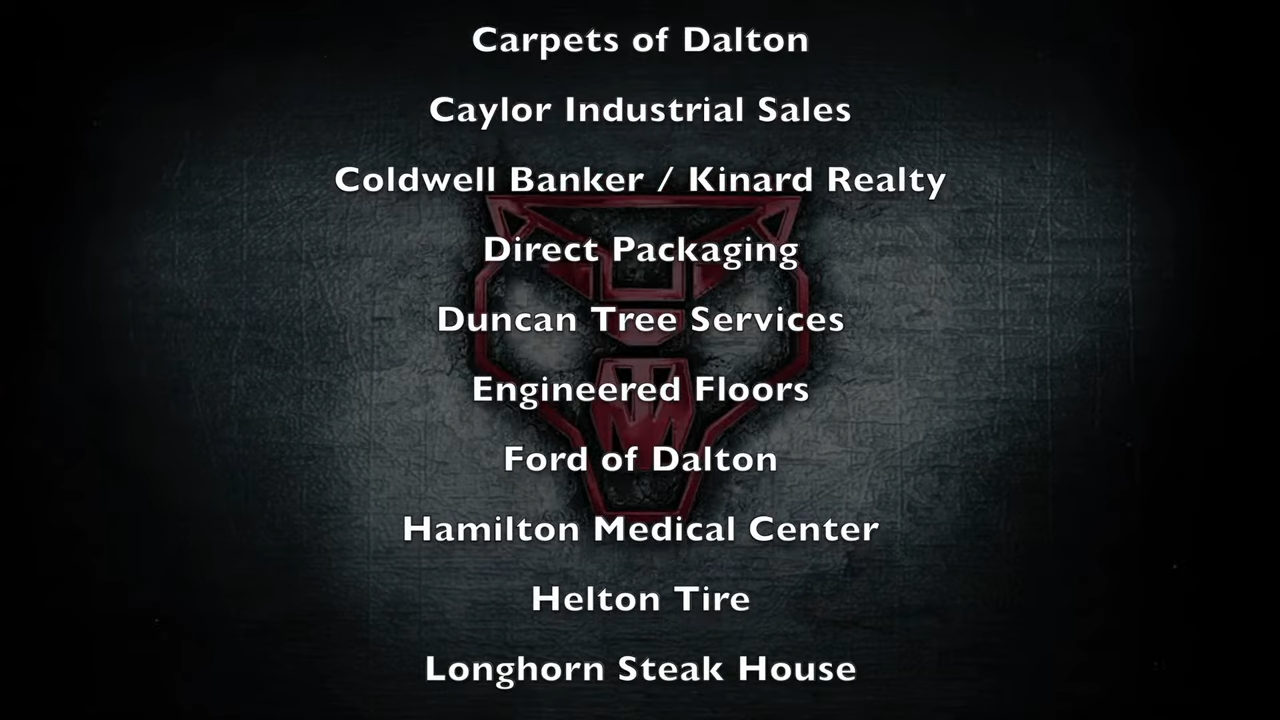 Carpets of Dalton
Caylor Industrial Sales
Coldwell Banker / Kinard Realty
Direct Packaging
Duncan Tree Services
Engineered Floors
Ford of Dalton
Hamilton Medical Center
Helton Tire
Longhorn Steak House